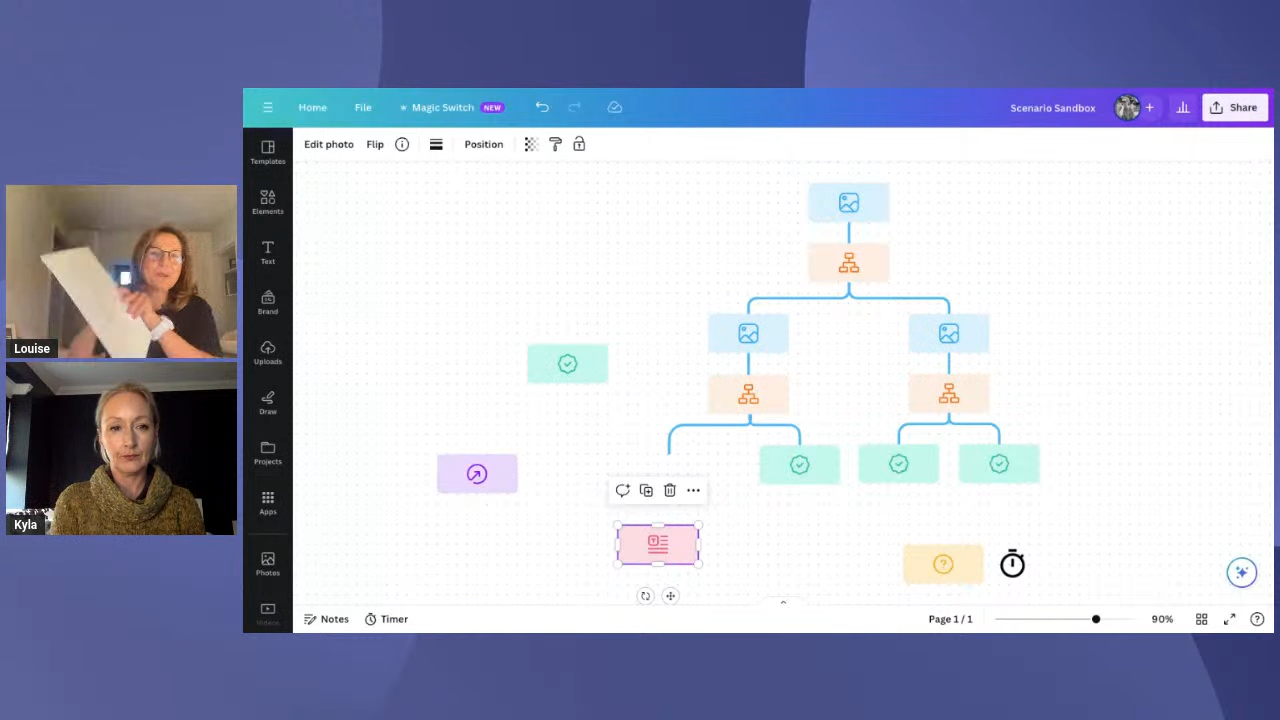 Home File Magic Switch NEW Scenario Sandbox Share
Edit photo Flip Position
Templates
Elements
Text
Brand
Uploads
Draw
Projects
Apps
Photos
Videos
Louise
Kyla
Notes Timer Page 1 / 1 90%